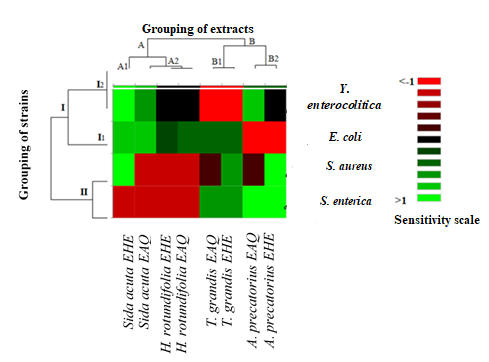 Grouping of extracts
A
B
A1
A2
B1
B2
Grouping of strains
I
I2
I1
II
Y.
enterocolitica
E. coli
S. aureus
S. enterica
<-1
>1
Sensitivity scale
Sida acuta EHE
Sida acuta EAQ
H. rotundifolia EHE
H. rotundifolia EAQ
T. grandis EAQ
T. grandis EHE
A. precatorius EAQ
A. precatorius EHE